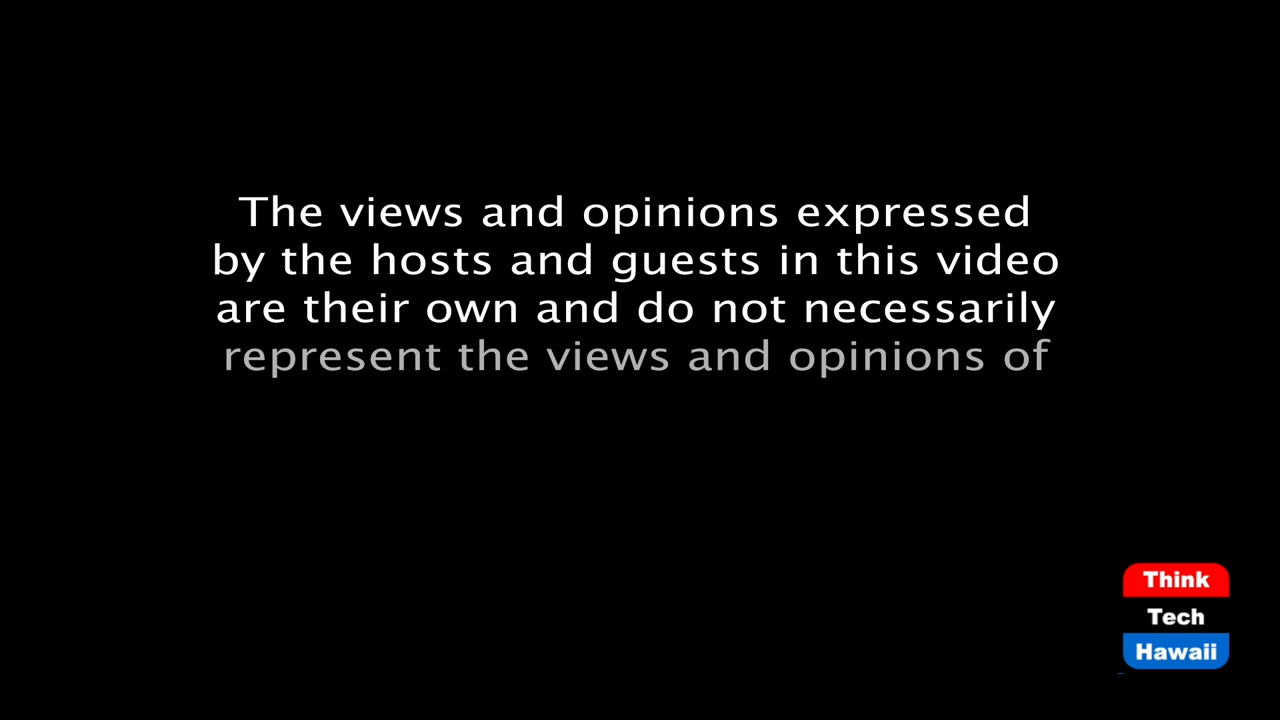 The views and opinions expressed
by the hosts and guests in this video
are their own and do not necessarily
represent the views and opinions of
Think
Tech
Hawaii